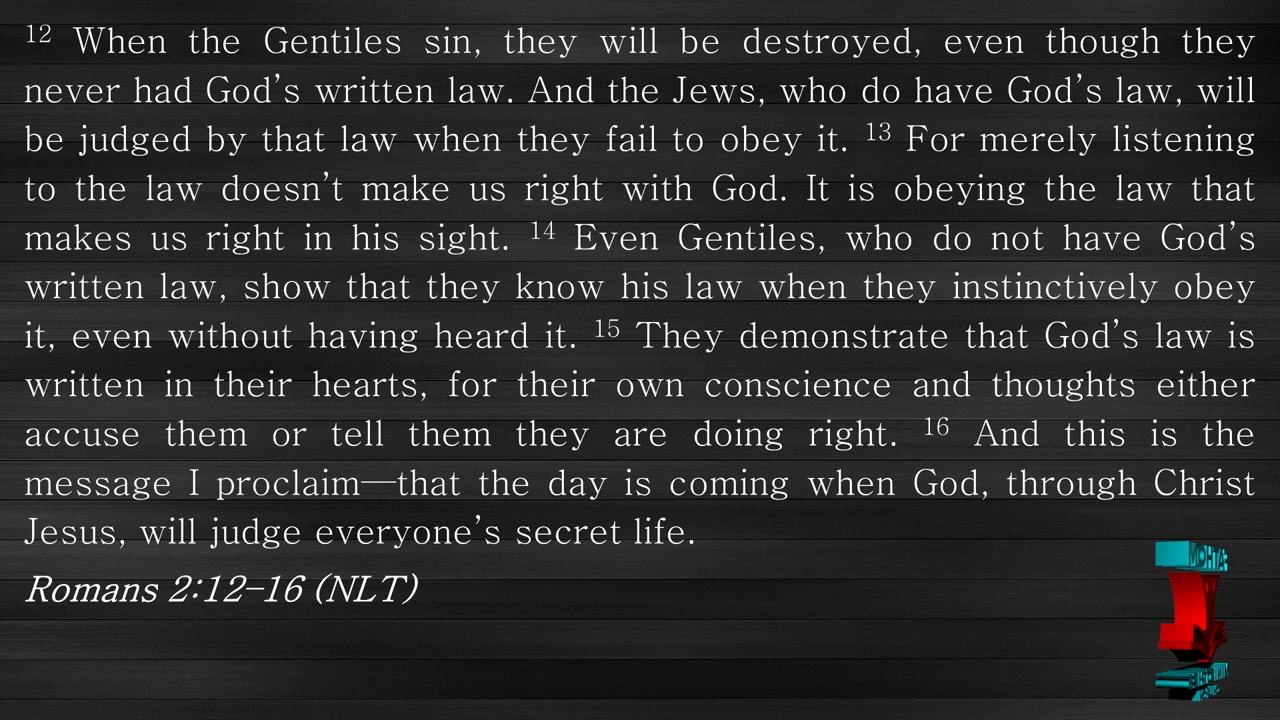 12 When the Gentiles sin, they will be destroyed, even though they
never had God’s written law. And the Jews, who do have God’s law, will
be judged by that law when they fail to obey it. 13 For merely listening
to the law doesn’t make us right with God. It is obeying the law that
makes us right in his sight. 14 Even Gentiles, who do not have God’s
written law, show that they know his law when they instinctively obey
it, even without having heard it. 15 They demonstrate that God’s law is
written in their hearts, for their own conscience and thoughts either
accuse them or tell them they are doing right. 16 And this is the
message I proclaim—that the day is coming when God, through Christ
Jesus, will judge everyone’s secret life.
Romans 2:12–16 (NLT)